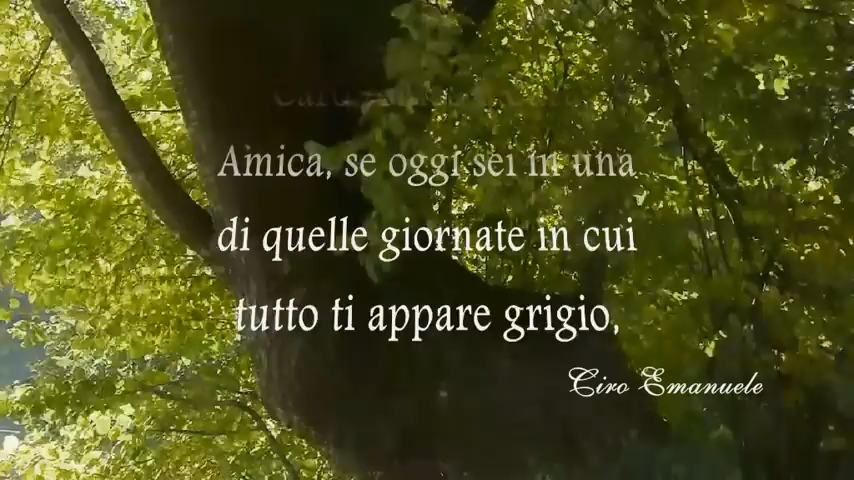 Amica, se oggi sei in una
di quelle giornate in cui
tutto ti appare grigio,
Ciro Emanuele